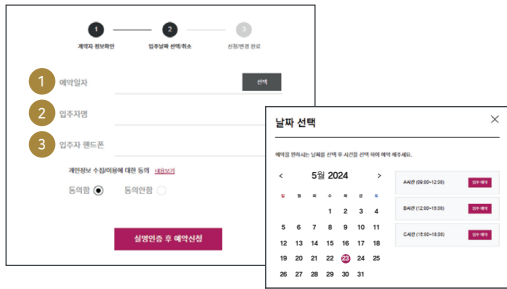 1 2 3
계약자 정보확인 입주날짜 선택/취소 신청/변경 완료
1 예약일자 선택
2 입주자명
3 입주자 핸드폰
개인정보 수집/이용에 대한 동의 내용보기
동의함 동의안함
실명인증 후 예약신청
날짜 선택
예약을 원하시는 날짜를 선택 후 시간을 선택 하여 예약 해주세요.
< 5월 2024 >
일 월 화 수 목 금 토
1 2 3 4
5 6 7 8 9 10 11
12 13 14 15 16 17 18
19 20 21 22 23 24 25
26 27 28 29 30 31
A시간 (09:00~12:00) 입주 예약
B시간 (12:00~15:00) 입주 예약
C시간 (15:00~18:00) 입주 예약